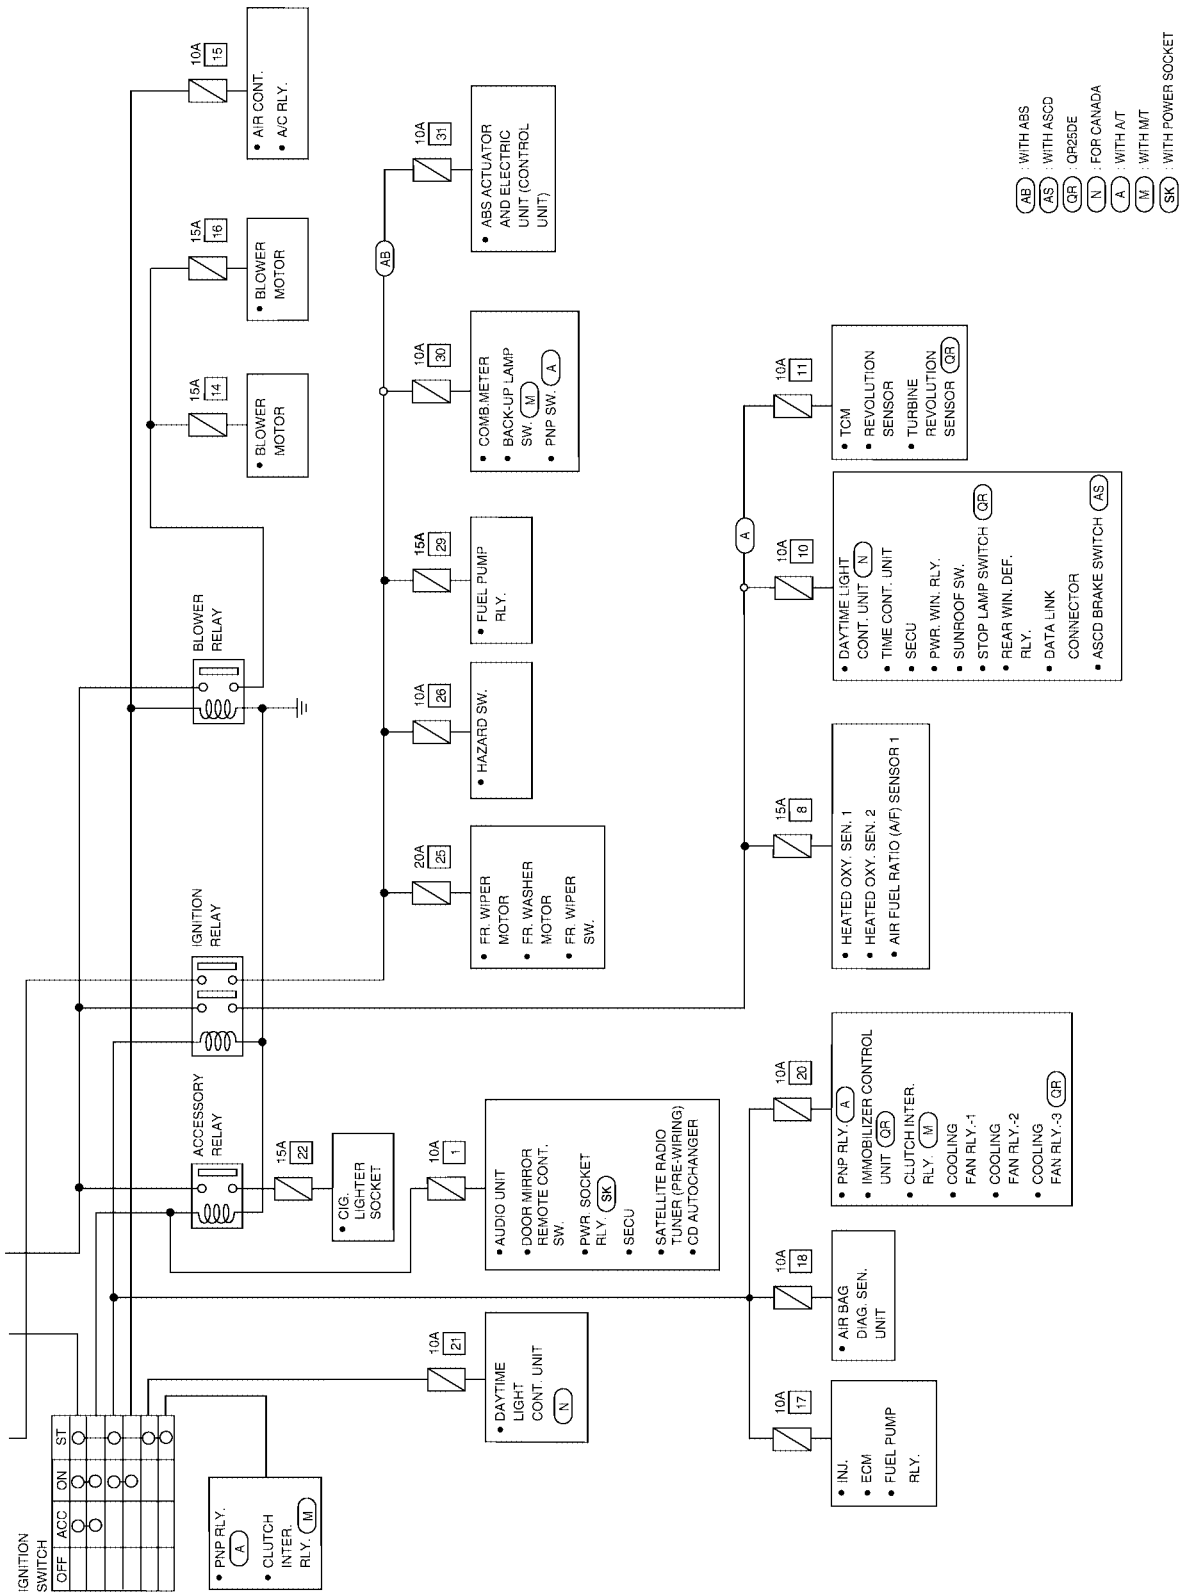 IGNITION
SWITCH
OFF ACC ON ST
• PNP RLY.
A
• CLUTCH
INTER.
RLY. M
ACCESSORY
RELAY
IGNITION
RELAY
BLOWER
RELAY
15A
14
• BLOWER
MOTOR
15A
16
• BLOWER
MOTOR
10A
15
• AIR CONT.
• A/C RLY.
15A
22
• CIG.
LIGHTER
SOCKET
10A
21
• DAYTIME
LIGHT
CONT. UNIT
N
10A
1
• AUDIO UNIT
• DOOR MIRROR
REMOTE CONT.
SW.
• PWR. SOCKET
RLY. SK
• SECU
• SATELLITE RADIO
TUNER (PRE-WIRING)
• CD AUTOCHANGER
20A
25
• FR. WIPER
MOTOR
• FR. WASHER
MOTOR
• FR. WIPER
SW.
10A
26
• HAZARD SW.
15A
29
• FUEL PUMP
RLY.
10A
30
• COMB.METER
• BACK-UP LAMP
SW. M
• PNP SW. A
AB
10A
31
• ABS ACTUATOR
AND ELECTRIC
UNIT (CONTROL
UNIT)
10A
17
• INJ.
• ECM
• FUEL PUMP
RLY.
10A
18
• AIR BAG
DIAG. SEN.
UNIT
10A
20
• PNP RLY. A
• IMMOBILIZER CONTROL
UNIT QR
• CLUTCH INTER.
RLY. M
• COOLING
FAN RLY.-1
• COOLING
FAN RLY.-2
• COOLING
FAN RLY.-3 QR
15A
8
• HEATED OXY. SEN. 1
• HEATED OXY. SEN. 2
• AIR FUEL RATIO (A/F) SENSOR 1
10A
10
• DAYTIME LIGHT
CONT. UNIT N
• TIME CONT. UNIT
• SECU
• PWR. WIN. RLY.
• SUNROOF SW.
• STOP LAMP SWITCH QR
• REAR WIN. DEF.
RLY.
• DATA LINK
CONNECTOR
• ASCD BRAKE SWITCH AS
A
10A
11
• TCM
• REVOLUTION
SENSOR
• TURBINE
REVOLUTION
SENSOR QR
AB : WITH ABS
AS : WITH ASCD
QR : QR25DE
N : FOR CANADA
A : WITH A/T
M : WITH M/T
SK : WITH POWER SOCKET